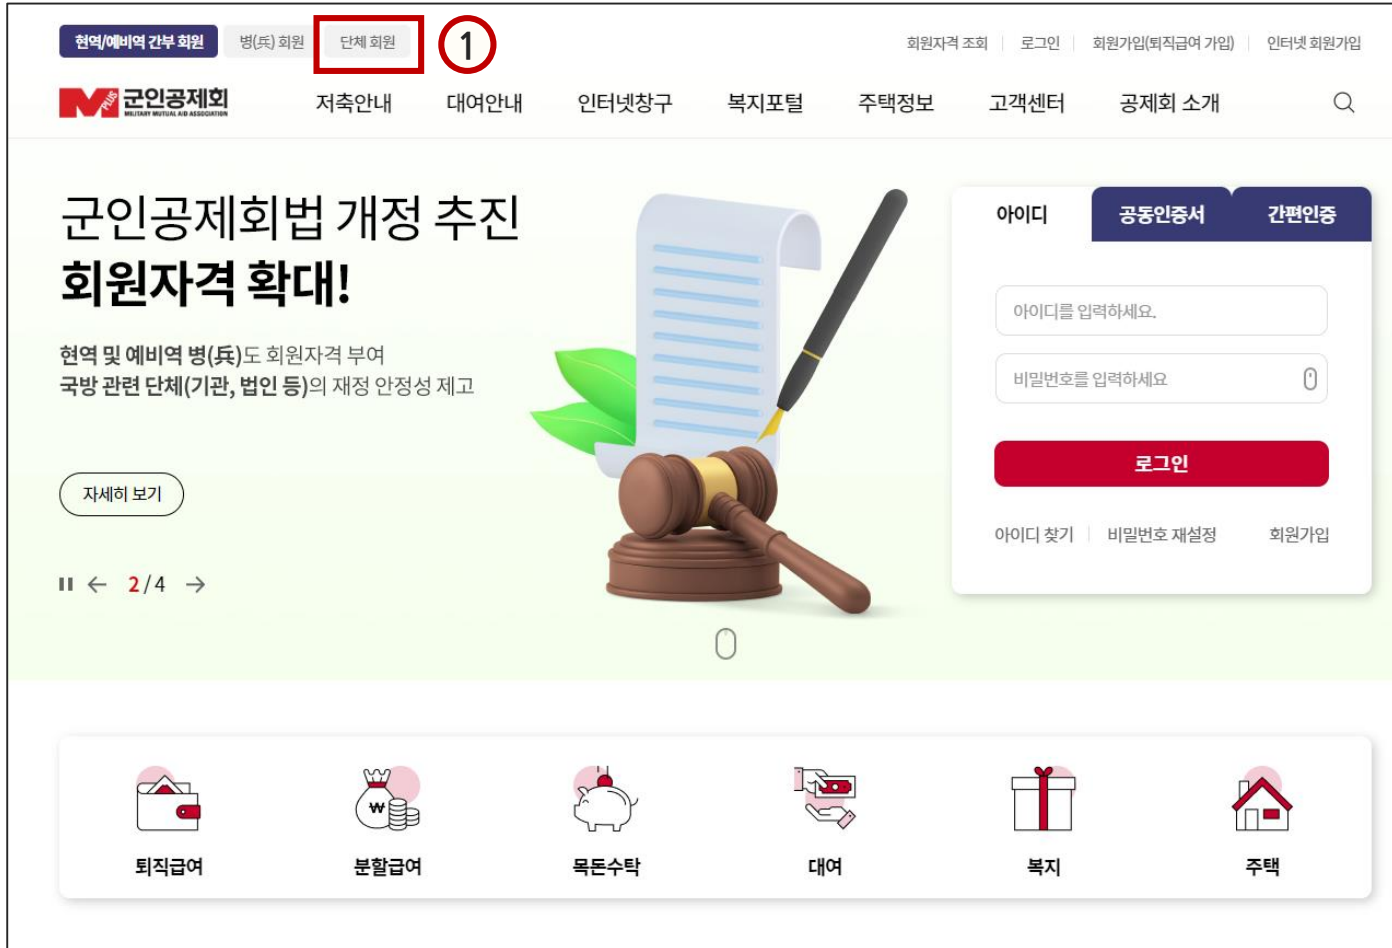 현역/예비역 간부 회원 병(兵) 회원 단체 회원 1 회원자격 조회 로그인 회원가입(퇴직급여 가입) 인터넷 회원가입
M PLUS 군인공제회
MILITARY MUTUAL AID ASSOCIATION
저축안내 대여안내 인터넷창구 복지포털 주택정보 고객센터 공제회 소개
군인공제회법 개정 추진
회원자격 확대!
현역 및 예비역 병(兵)도 회원자격 부여
국방 관련 단체(기관, 법인 등)의 재정 안정성 제고
자세히 보기
2 / 4
아이디 공동인증서 간편인증
아이디를 입력하세요.
비밀번호를 입력하세요
로그인
아이디 찾기 비밀번호 재설정 회원가입
₩
퇴직급여 분할급여 목돈수탁 대여 복지 주택